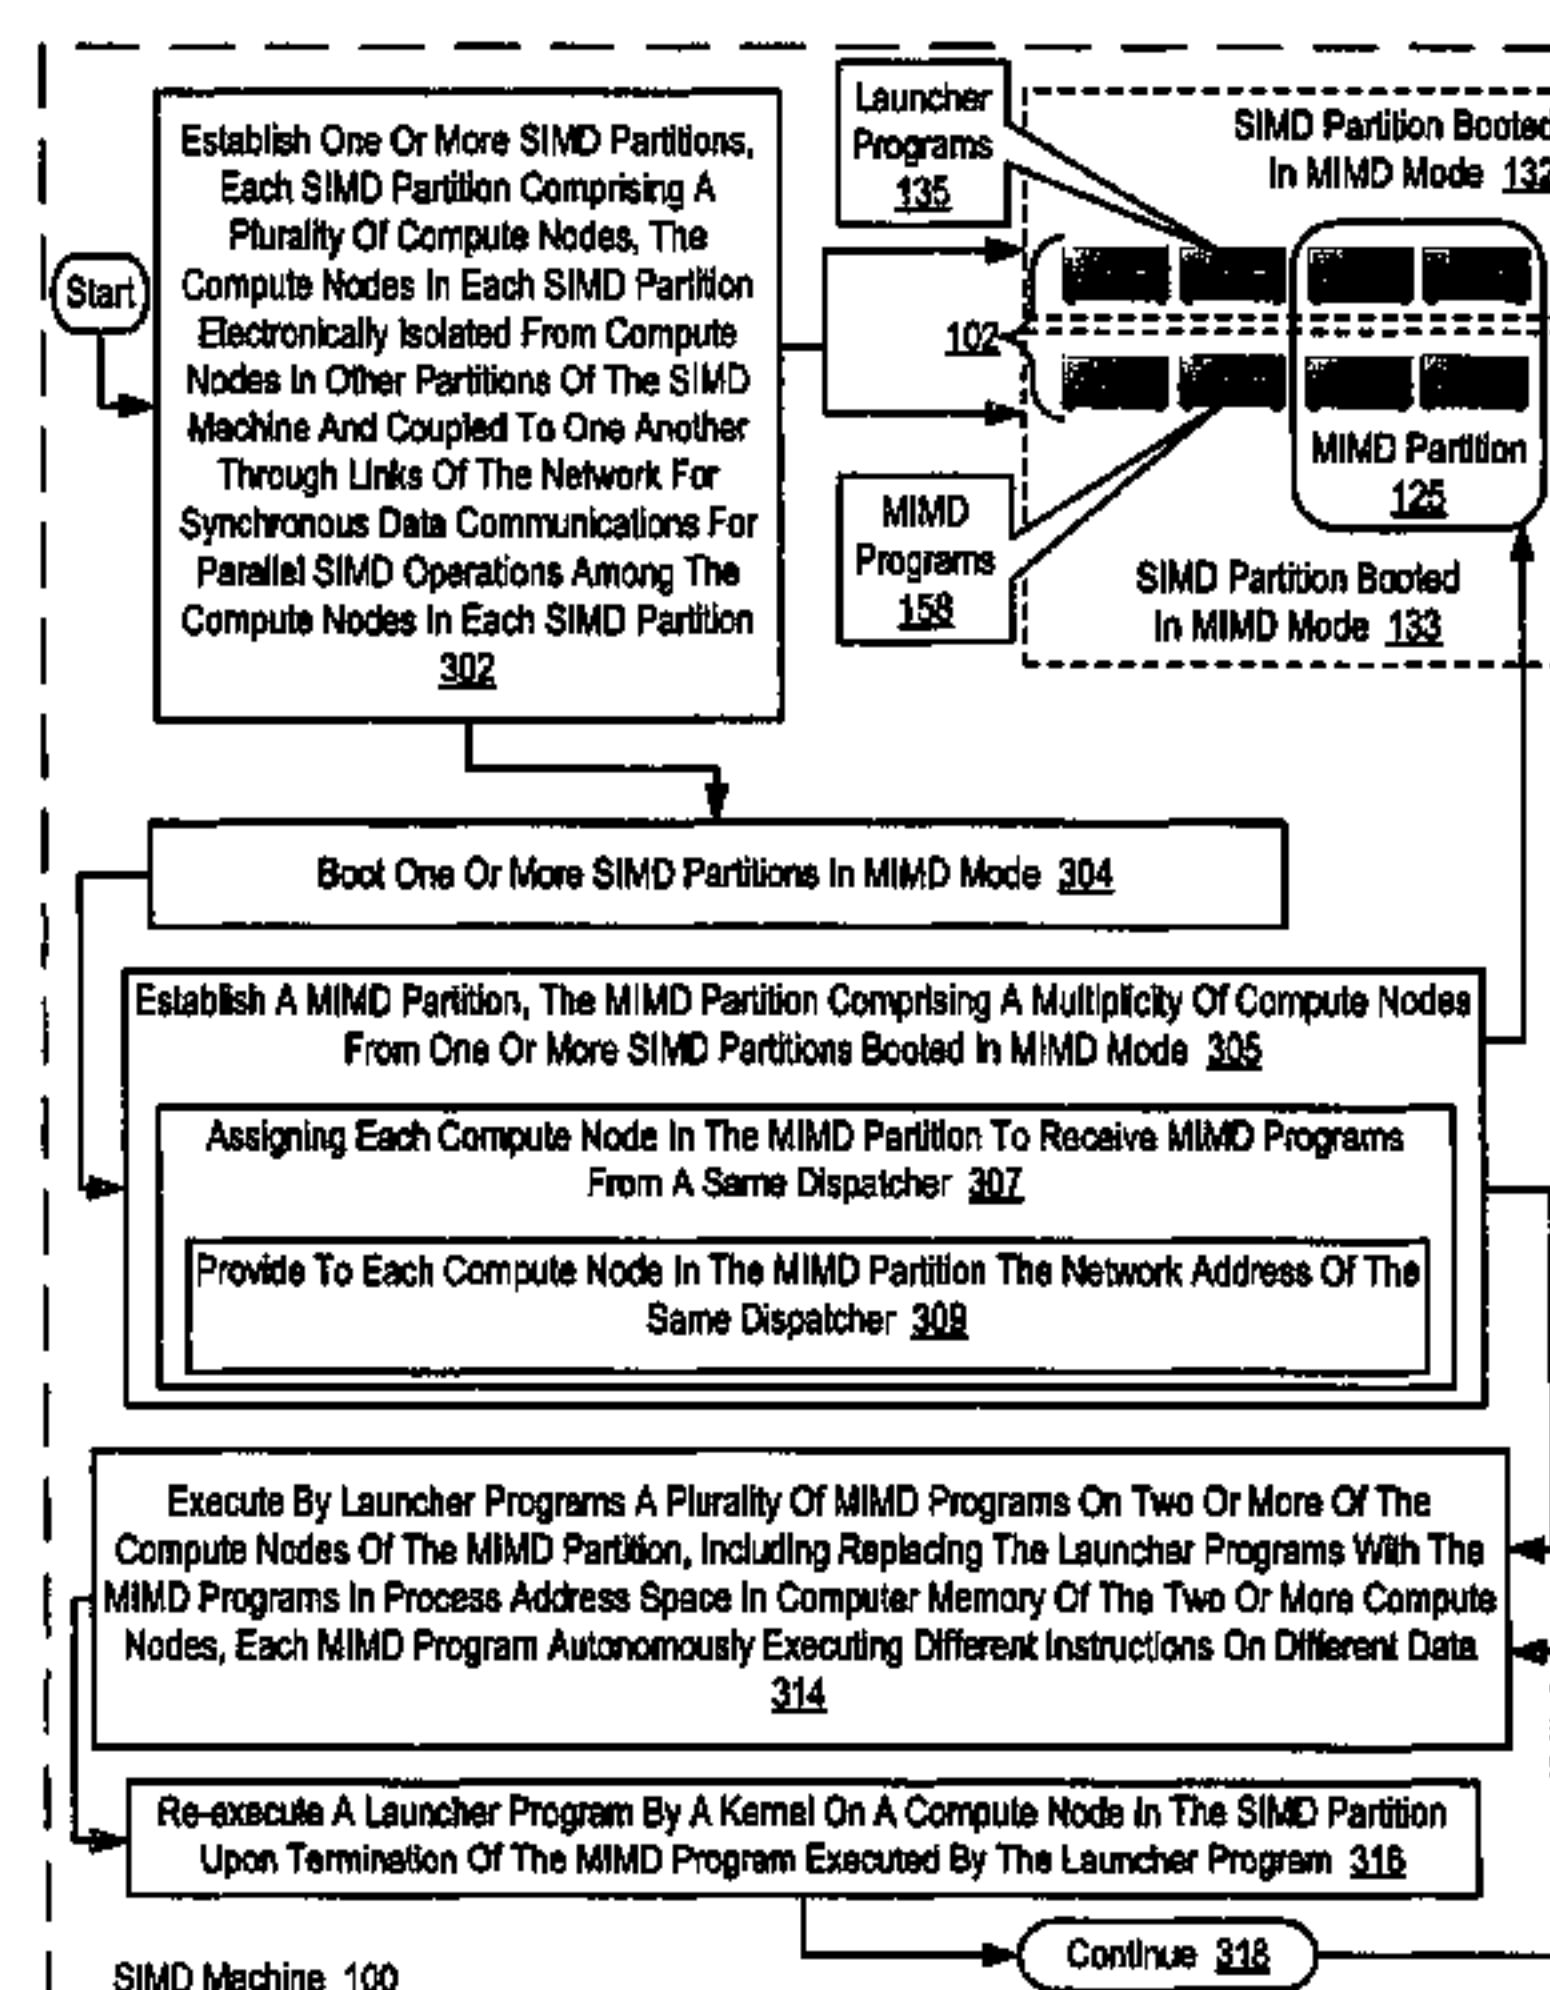 Start
Establish One Or More SIMD Partitions,
Each SIMD Partition Comprising A
Plurality Of Compute Nodes, The
Compute Nodes In Each SIMD Partition
Electronically Isolated From Compute
Nodes In Other Partitions Of The SIMD
Machine And Coupled To One Another
Through Links Of The Network For
Synchronous Data Communications For
Parallel SIMD Operations Among The
Compute Nodes In Each SIMD Partition
302
Launcher
Programs
135
SIMD Partition Booted
In MIMD Mode 132
102
MIMD Partition
125
MIMD
Programs
158
SIMD Partition Booted
In MIMD Mode 133
Boot One Or More SIMD Partitions In MIMD Mode 304
Establish A MIMD Partition, The MIMD Partition Comprising A Multiplicity Of Compute Nodes
From One Or More SIMD Partitions Booted In MIMD Mode 305
Assigning Each Compute Node In The MIMD Partition To Receive MIMD Programs
From A Same Dispatcher 307
Provide To Each Compute Node In The MIMD Partition The Network Address Of The
Same Dispatcher 309
Execute By Launcher Programs A Plurality Of MIMD Programs On Two Or More Of The
Compute Nodes Of The MIMD Partition, Including Replacing The Launcher Programs With The
MIMD Programs In Process Address Space In Computer Memory Of The Two Or More Compute
Nodes, Each MIMD Program Autonomously Executing Different Instructions On Different Data
314
Re-execute A Launcher Program By A Kernel On A Compute Node In The SIMD Partition
Upon Termination Of The MIMD Program Executed By The Launcher Program 316
Continue 318
SIMD Machine 100